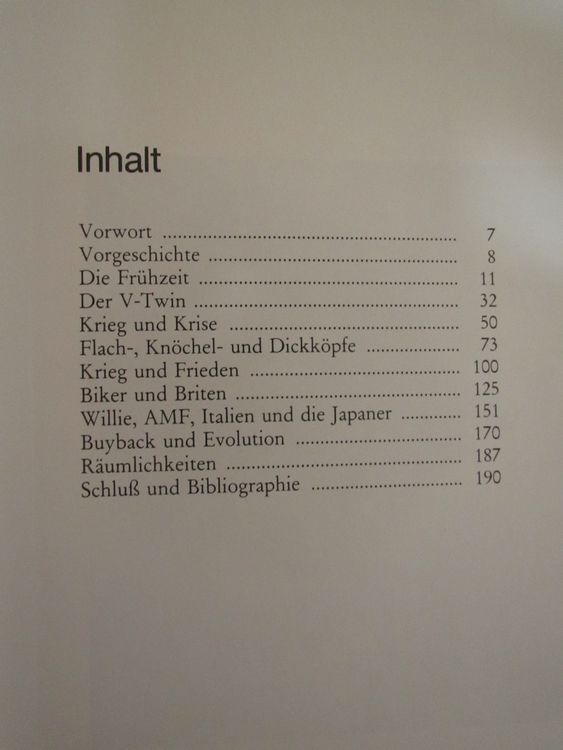 Inhalt
Vorwort ........................................................ 7
Vorgeschichte ................................................ 8
Die Frühzeit .................................................. 11
Der V-Twin .................................................. 32
Krieg und Krise ............................................ 50
Flach-, Knöchel- und Dickköpfe .................. 73
Krieg und Frieden ........................................ 100
Biker und Briten .......................................... 125
Willie, AMF, Italien und die Japaner ............ 151
Buyback und Evolution ................................ 170
Räumlichkeiten ............................................ 187
Schluß und Bibliographie .............................. 190